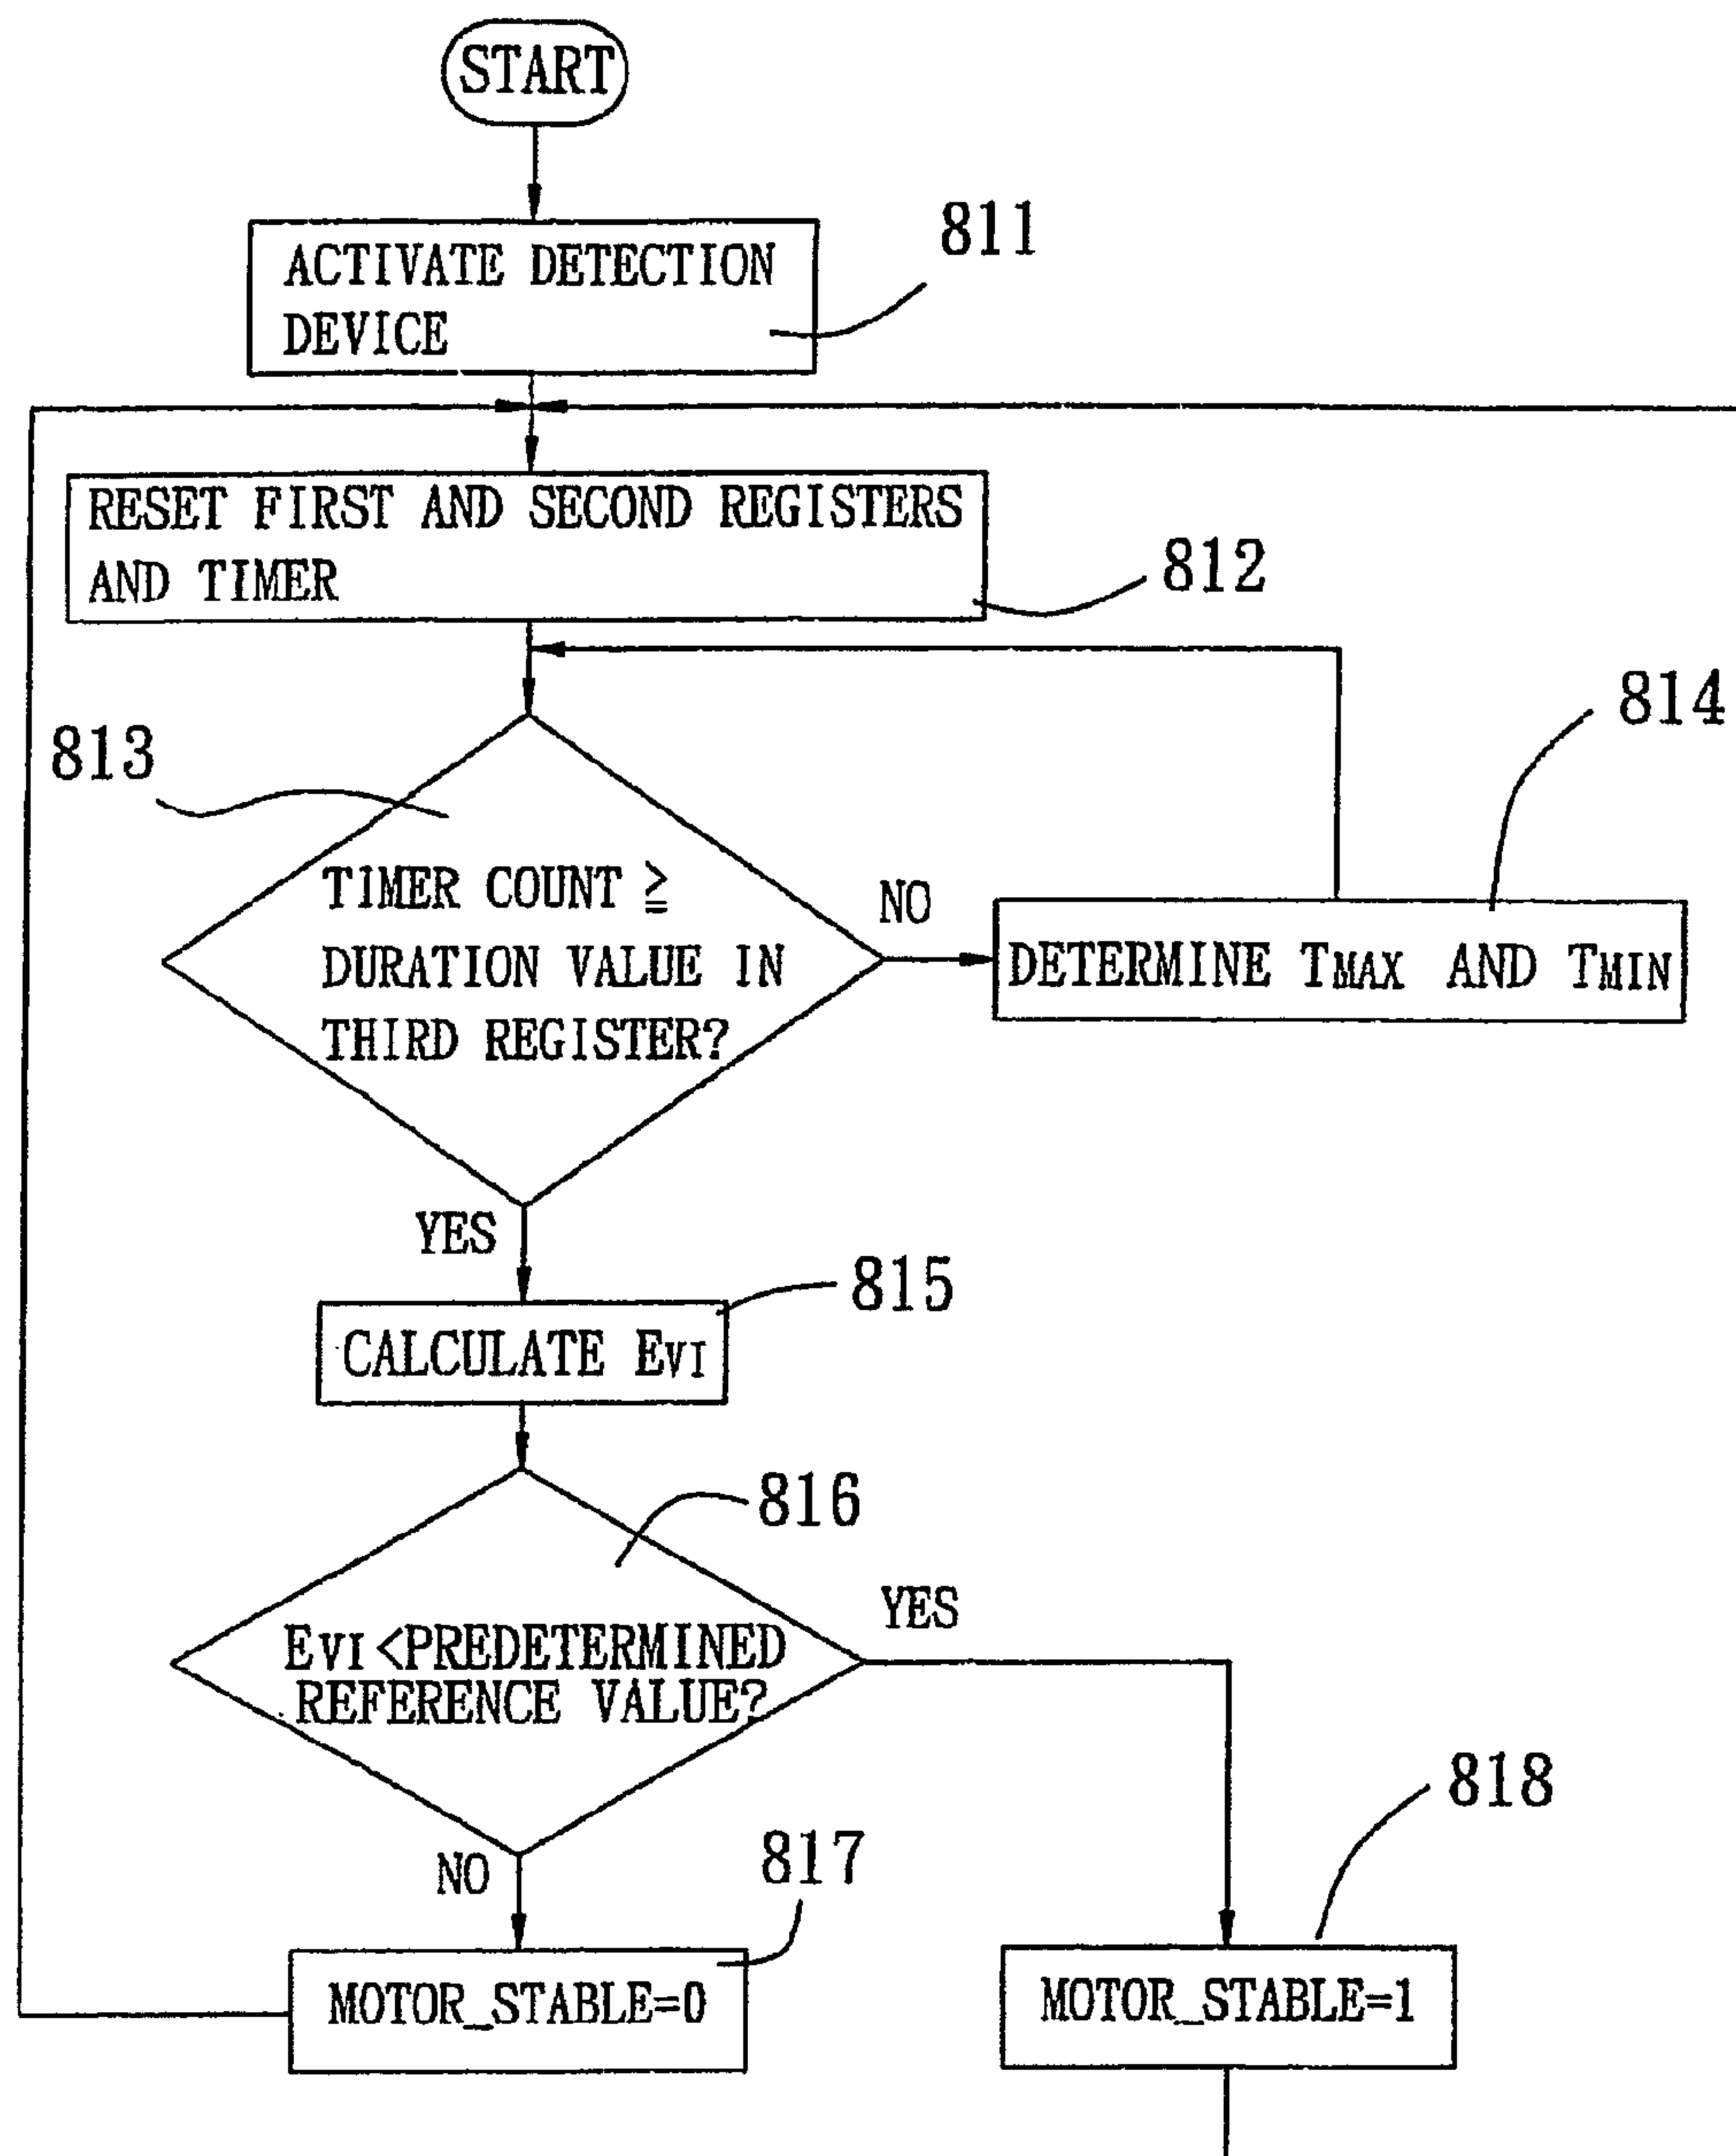 START
811
ACTIVATE DETECTION
DEVICE
RESET FIRST AND SECOND REGISTERS
AND TIMER
812
813
814
TIMER COUNT ≧
DURATION VALUE IN
THIRD REGISTER?
NO
DETERMINE TMAX AND TMIN
YES
815
CALCULATE EVI
816
YES
EVI<PREDETERMINED
REFERENCE VALUE?
818
NO
817
MOTOR_STABLE=0
MOTOR_STABLE=1